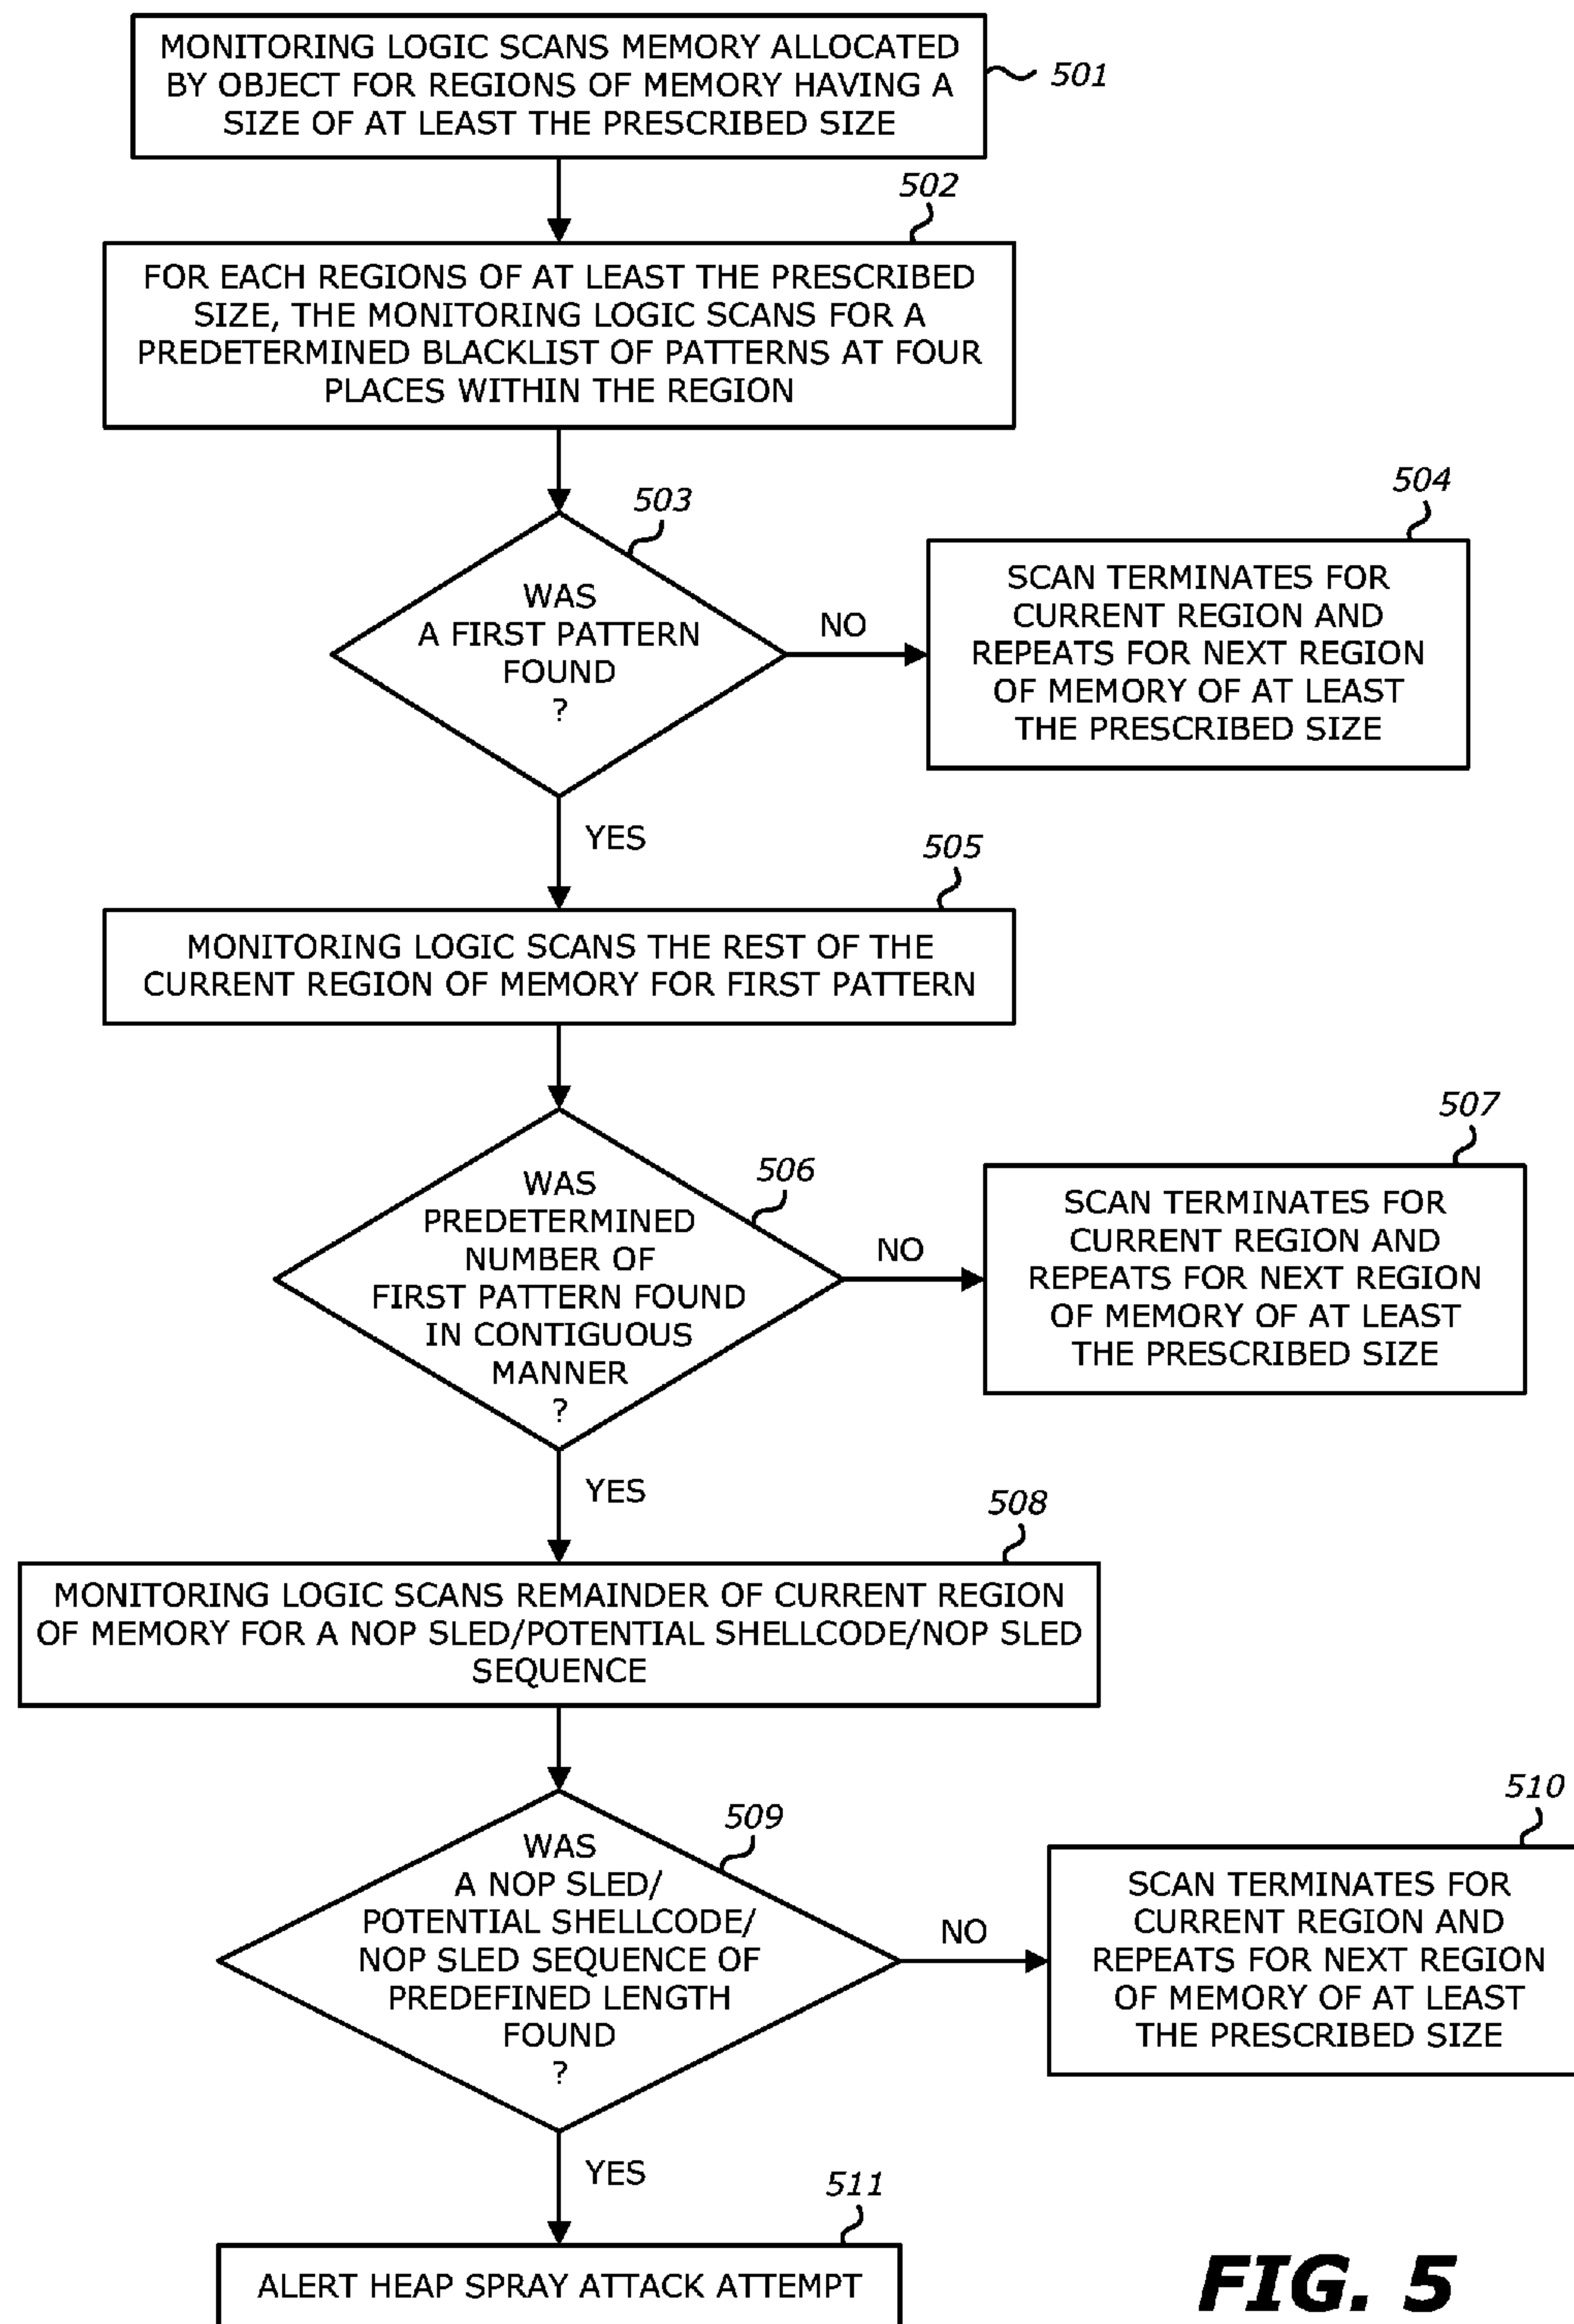 MONITORING LOGIC SCANS MEMORY ALLOCATED
BY OBJECT FOR REGIONS OF MEMORY HAVING A
SIZE OF AT LEAST THE PRESCRIBED SIZE
501
502
FOR EACH REGIONS OF AT LEAST THE PRESCRIBED
SIZE, THE MONITORING LOGIC SCANS FOR A
PREDETERMINED BLACKLIST OF PATTERNS AT FOUR
PLACES WITHIN THE REGION
503
WAS
A FIRST PATTERN
FOUND
?
NO
504
SCAN TERMINATES FOR
CURRENT REGION AND
REPEATS FOR NEXT REGION
OF MEMORY OF AT LEAST
THE PRESCRIBED SIZE
YES
505
MONITORING LOGIC SCANS THE REST OF THE
CURRENT REGION OF MEMORY FOR FIRST PATTERN
506
WAS
PREDETERMINED
NUMBER OF
FIRST PATTERN FOUND
IN CONTIGUOUS
MANNER
?
NO
507
SCAN TERMINATES FOR
CURRENT REGION AND
REPEATS FOR NEXT REGION
OF MEMORY OF AT LEAST
THE PRESCRIBED SIZE
YES
508
MONITORING LOGIC SCANS REMAINDER OF CURRENT REGION
OF MEMORY FOR A NOP SLED/POTENTIAL SHELLCODE/NOP SLED
SEQUENCE
509
WAS
A NOP SLED/
POTENTIAL SHELLCODE/
NOP SLED SEQUENCE OF
PREDEFINED LENGTH
FOUND
?
NO
510
SCAN TERMINATES FOR
CURRENT REGION AND
REPEATS FOR NEXT REGION
OF MEMORY OF AT LEAST
THE PRESCRIBED SIZE
YES
511
ALERT HEAP SPRAY ATTACK ATTEMPT
FIG. 5